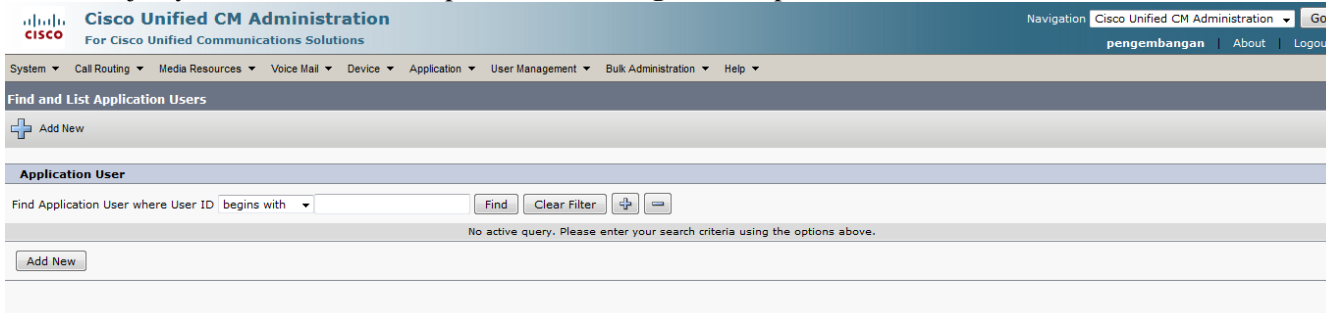 Cisco Unified CM Administration
Navigation Cisco Unified CM Administration Go
CISCO
For Cisco Unified Communications Solutions
pengembangan | About | Logou
System Call Routing Media Resources Voice Mail Device Application User Management Bulk Administration Help
Find and List Application Users
Add New
Application User
Find Application User where User ID begins with Find Clear Filter
No active query. Please enter your search criteria using the options above.
Add New